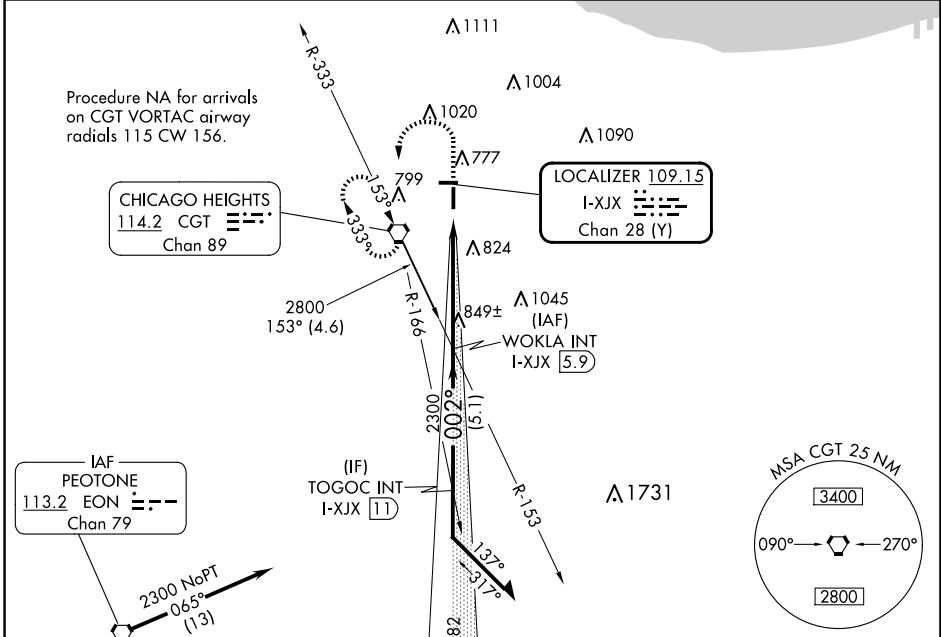 1111
R-333
1004
Procedure NA for arrivals
on CGT VORTAC airway
radials 115 CW 156.
1020
1090
777
799
LOCALIZER 109.15
I-XJX
Chan 28 (Y)
153°
CHICAGO HEIGHTS
114.2 CGT
Chan 89
333°
824
2800
153° (4.6)
R-166
1045
849±
(IAF)
WOKLA INT
I-XJX 5.9
2300
002°
(5.1)
IAF
PEOTONE
113.2 EON
Chan 79
(IF)
TOGOC INT
I-XJX 11
R-153
1731
MSA CGT 25 NM
3400
090°
270°
2800
137°
317°
2300 NoPT
065°
(13)
82